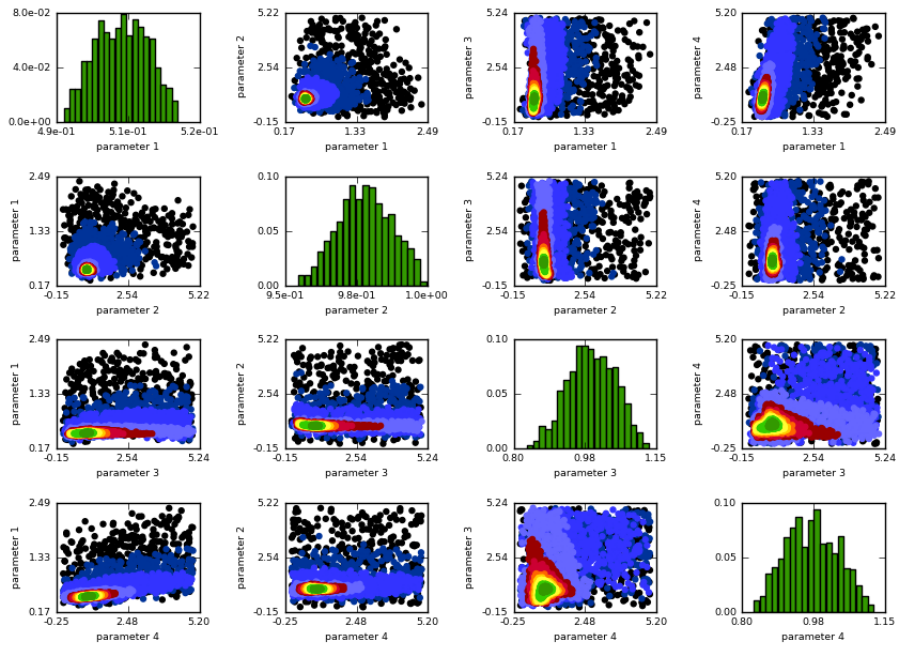 8.0e-02
4.0e-02
0.0e+00
4.9e-01 5.1e-01 5.2e-01
parameter 1
parameter 2
5.22
2.54
-0.15
0.17 1.33 2.49
parameter 1
parameter 3
5.24
2.54
-0.15
0.17 1.33 2.49
parameter 1
parameter 4
5.20
2.48
-0.25
0.17 1.33 2.49
parameter 1
parameter 1
2.49
1.33
0.17
-0.15 2.54 5.22
parameter 2
0.10
0.05
0.00
9.5e-01 9.8e-01 1.0e+00
parameter 2
parameter 3
5.24
2.54
-0.15
-0.15 2.54 5.22
parameter 2
parameter 4
5.20
2.48
-0.25
-0.15 2.54 5.22
parameter 2
parameter 1
2.49
1.33
0.17
-0.15 2.54 5.24
parameter 3
parameter 2
5.22
2.54
-0.15
-0.15 2.54 5.24
parameter 3
0.10
0.05
0.00
0.80 0.98 1.15
parameter 3
parameter 4
5.20
2.48
-0.25
-0.15 2.54 5.24
parameter 3
parameter 1
2.49
1.33
0.17
-0.25 2.48 5.20
parameter 4
parameter 2
5.22
2.54
-0.15
-0.25 2.48 5.20
parameter 4
parameter 3
5.24
2.54
-0.15
-0.25 2.48 5.20
parameter 4
0.10
0.05
0.00
0.80 0.98 1.15
parameter 4